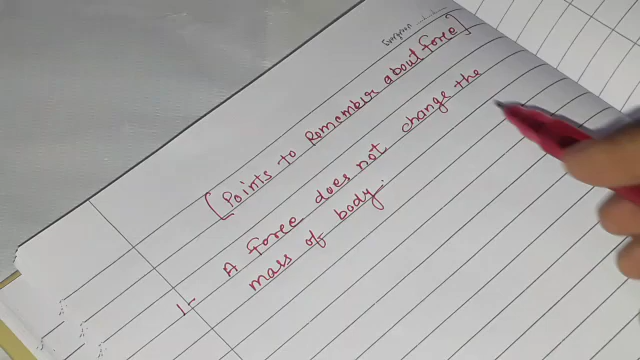 [Points to Remember about force]
1- A force does not change the
mass of body.